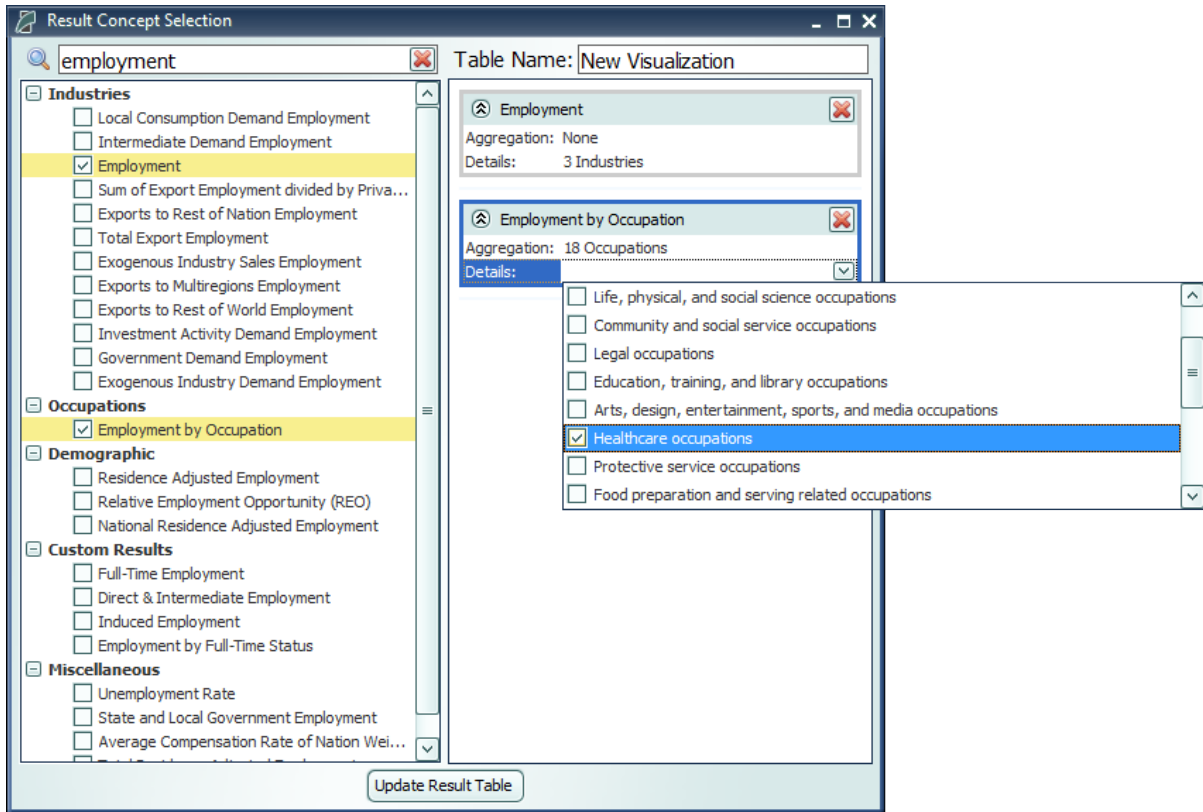 Result Concept Selection
employment
Table Name: New Visualization
Industries
Local Consumption Demand Employment
Intermediate Demand Employment
Employment
Sum of Export Employment divided by Priva...
Exports to Rest of Nation Employment
Total Export Employment
Exogenous Industry Sales Employment
Exports to Multiregions Employment
Exports to Rest of World Employment
Investment Activity Demand Employment
Government Demand Employment
Exogenous Industry Demand Employment
Occupations
Employment by Occupation
Demographic
Residence Adjusted Employment
Relative Employment Opportunity (REO)
National Residence Adjusted Employment
Custom Results
Full-Time Employment
Direct & Intermediate Employment
Induced Employment
Employment by Full-Time Status
Miscellaneous
Unemployment Rate
State and Local Government Employment
Average Compensation Rate of Nation Wei...
Employment
Aggregation: None
Details: 3 Industries
Employment by Occupation
Aggregation: 18 Occupations
Details:
Life, physical, and social science occupations
Community and social service occupations
Legal occupations
Education, training, and library occupations
Arts, design, entertainment, sports, and media occupations
Healthcare occupations
Protective service occupations
Food preparation and serving related occupations
Update Result Table